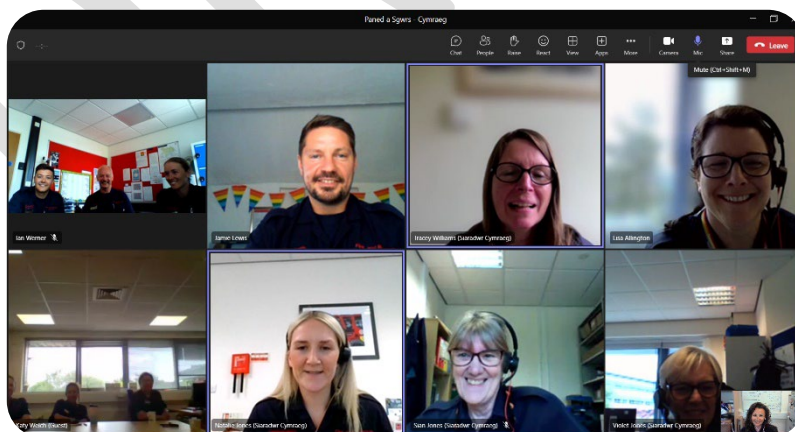 Paned a Sgwrs - Cymraeg
Chat People Raise React View Apps More Camera Mic Share Leave
Mute (Ctrl+Shift+M)
Ian Werner
Jamie Lewis
Tracey Williams (Siaradwr Cymraeg)
Lisa Allington
Katy Welch (Guest)
Natalie Jones (Siaradwr Cymraeg)
Sian Jones (Siaradwr Cymraeg)
Violet Jones (Siaradwr Cymraeg)